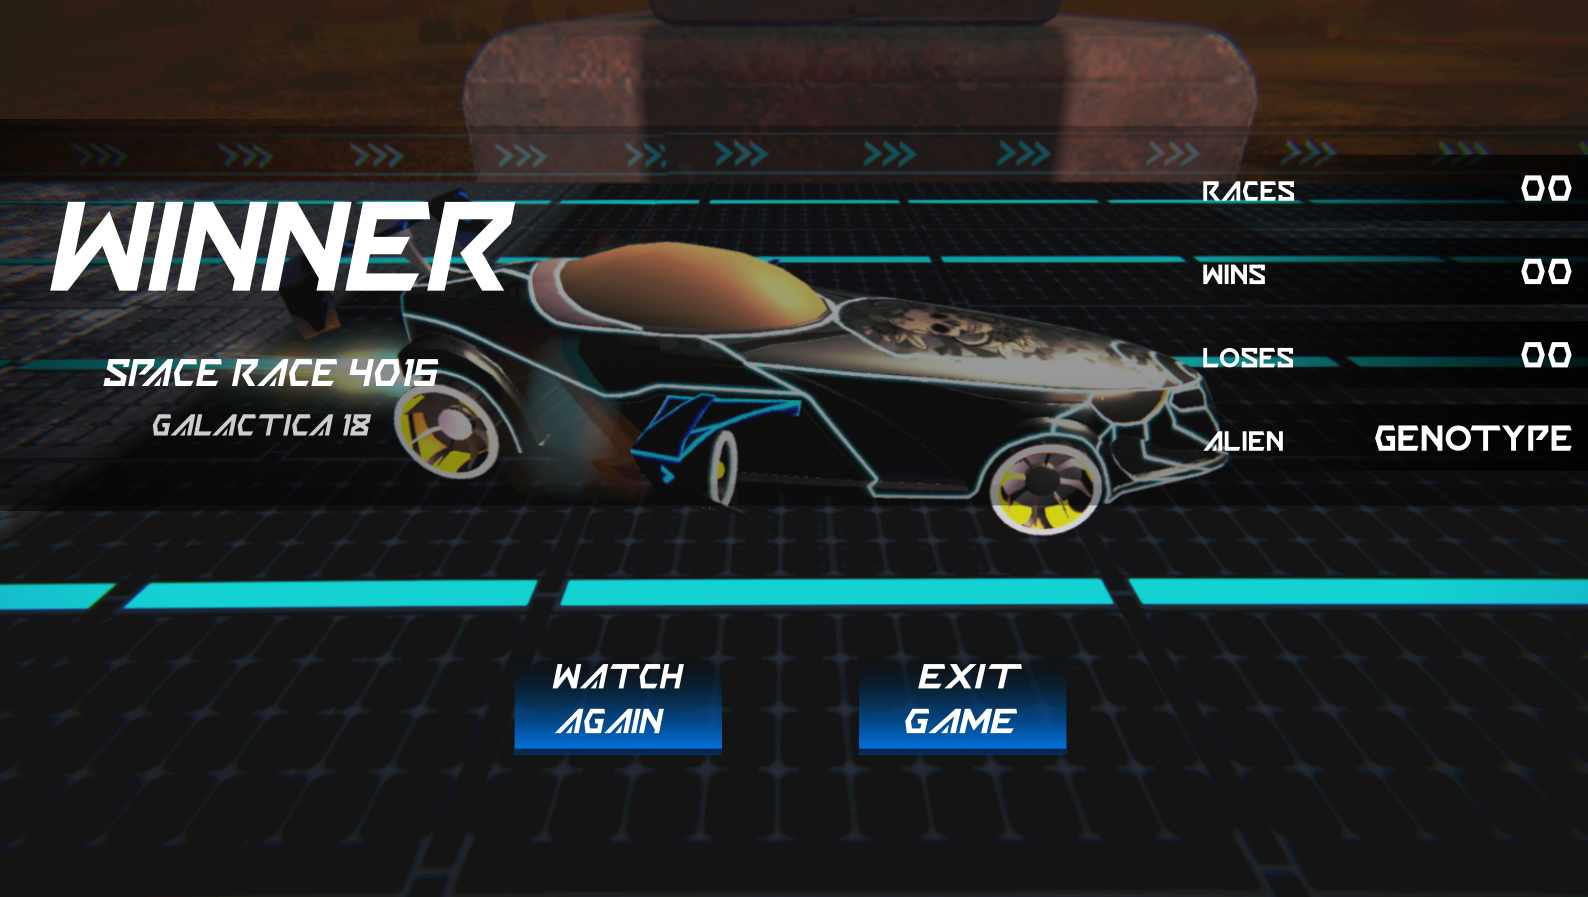 WINNER
SPACE RACE 4015
GALACTICA 18
RACES 00
WINS 00
LOSES 00
ALIEN GENOTYPE
WATCH
AGAIN
EXIT
GAME